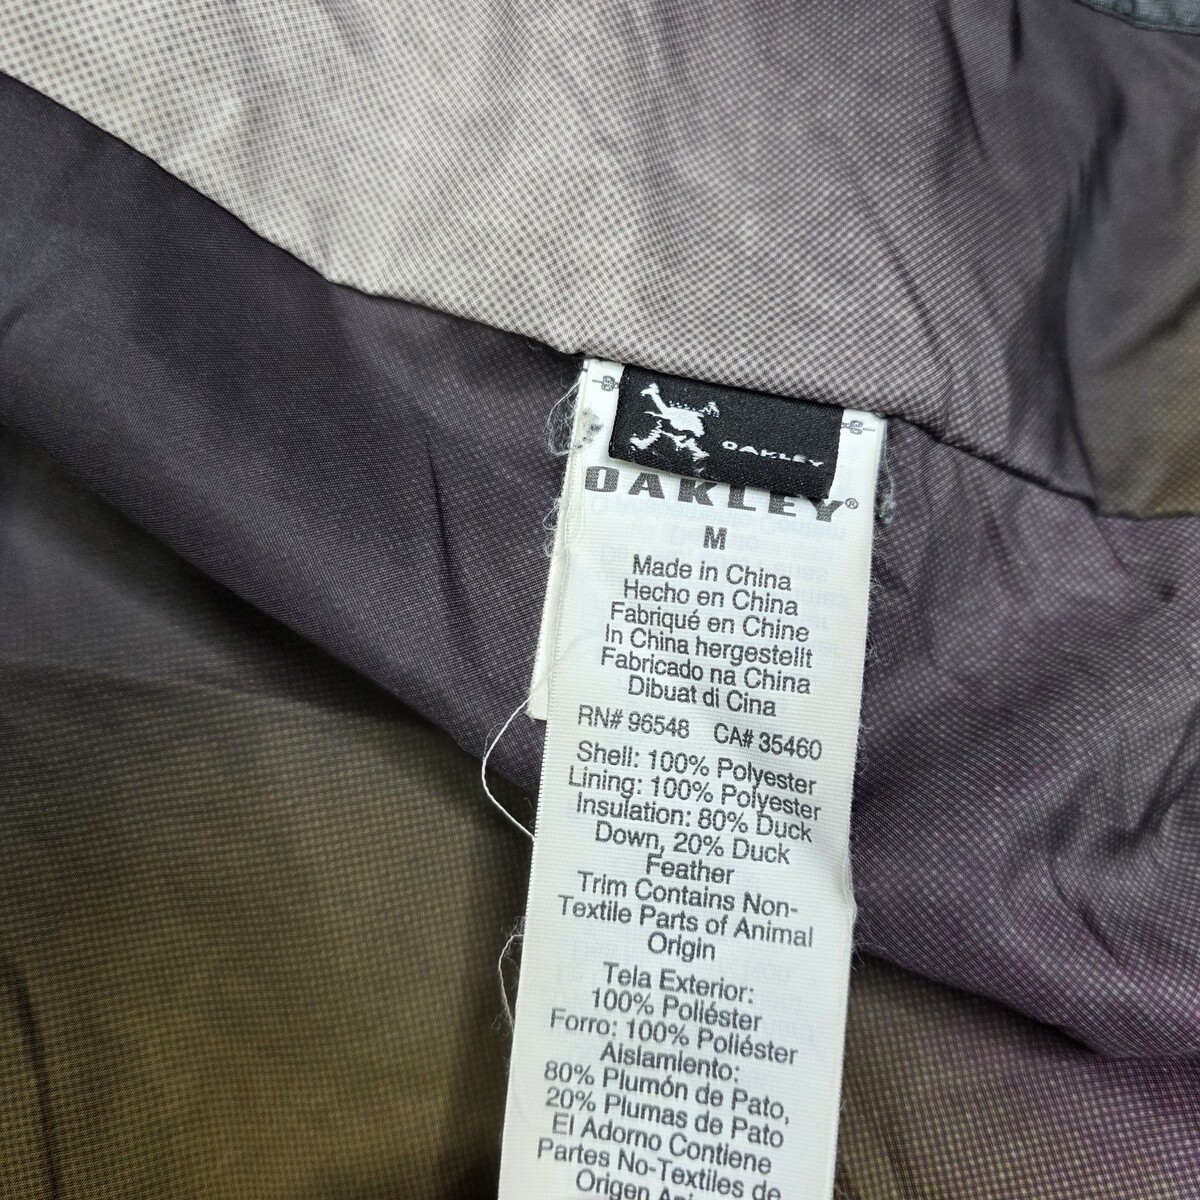 OAKLEY
OAKLEY®
M
Made in China
Hecho en China
Fabriqué en Chine
In China hergestellt
Fabricado na China
Dibuat di Cina
RN# 96548 CA# 35460
Shell: 100% Polyester
Lining: 100% Polyester
Insulation: 80% Duck
Down, 20% Duck
Feather
Trim Contains Non-
Textile Parts of Animal
Origin
Tela Exterior:
100% Poliéster
Forro: 100% Poliéster
Aislamiento:
80% Plumón de Pato,
20% Plumas de Pato
El Adorno Contiene
Partes No-Textiles de
Origen